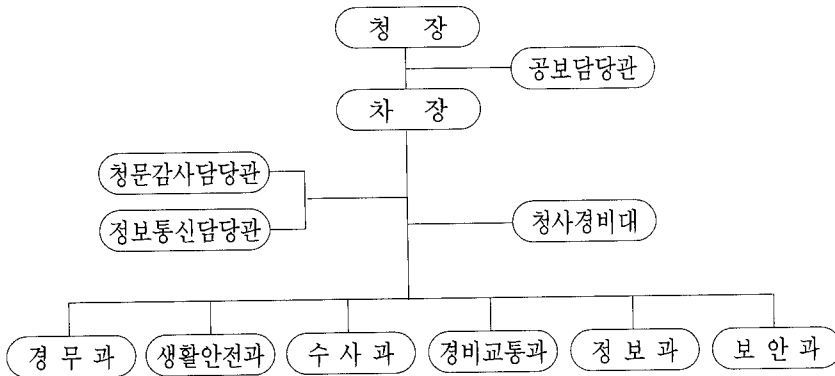 청 장
공보담당관
차 장
청문감사담당관
정보통신담당관
청사경비대
경 무 과
생활안전과
수 사 과
경비교통과
정 보 과
보 안 과